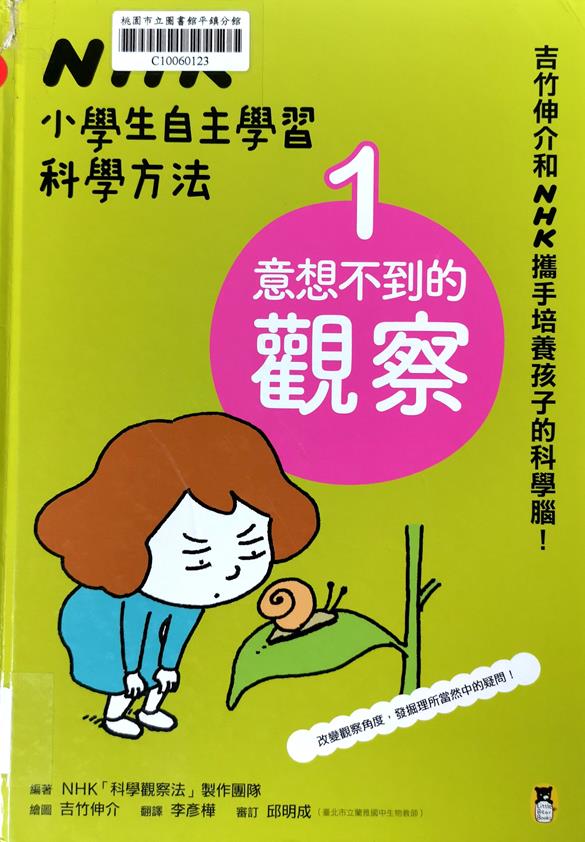 桃園市立圖書館平鎮分館
C10060123
NHK
小學生自主學習
科學方法
吉竹伸介和NHK攜手培養孩子的科學腦！
1
意想不到的
觀察
改變觀察角度，發掘理所當然中的疑問！
編著 NHK「科學觀察法」製作團隊
繪圖 吉竹伸介 翻譯 李彥樺 審訂 邱明成（臺北市立蘭雅國中生物教師）
Little Bear Books